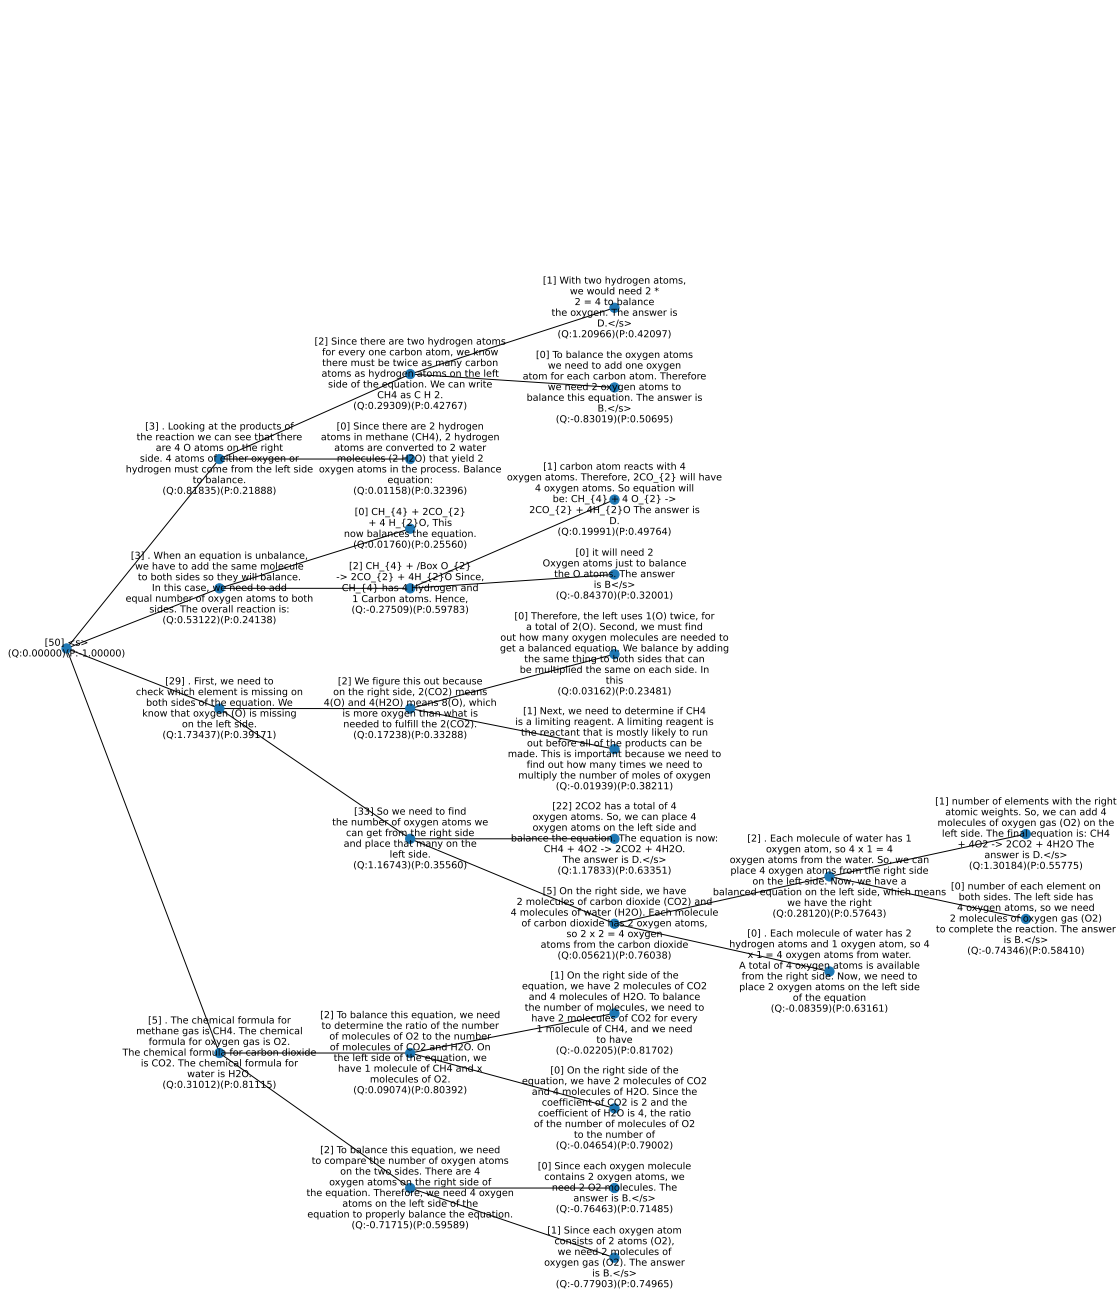 [50] <s>
(Q:0.00000)(P:-1.00000)
[3] . Looking at the products of
the reaction we can see that there
are 4 O atoms on the right
side. 4 atoms of either oxygen or
hydrogen must come from the left side
to balance.
(Q:0.81835)(P:0.21888)
[2] Since there are two hydrogen atoms
for every one carbon atom, we know
there must be twice as many carbon
atoms as hydrogen atoms on the left
side of the equation. We can write
CH4 as C H 2.
(Q:0.29309)(P:0.42767)
[1] With two hydrogen atoms,
we would need 2 *
2 = 4 to balance
the oxygen. The answer is
D.</s>
(Q:1.20966)(P:0.42097)
[0] To balance the oxygen atoms
we need to add one oxygen
atom for each carbon atom. Therefore
we need 2 oxygen atoms to
balance this equation. The answer is
B.</s>
(Q:-0.83019)(P:0.50695)
[0] Since there are 2 hydrogen
atoms in methane (CH4), 2 hydrogen
atoms are converted to 2 water
molecules (2 H2O) that yield 2
oxygen atoms in the process. Balance
equation:
(Q:0.01158)(P:0.32396)
[3] . When an equation is unbalance,
we have to add the same molecule
to both sides so they will balance.
In this case, we need to add
equal number of oxygen atoms to both
sides. The overall reaction is:
(Q:0.53122)(P:0.24138)
[0] CH_{4} + 2CO_{2}
+ 4 H_{2}O, This
now balances the equation.
(Q:0.01760)(P:0.25560)
[2] CH_{4} + /Box O_{2}
-> 2CO_{2} + 4H_{2}O Since,
CH_{4} has 4 Hydrogen and
1 Carbon atoms. Hence,
(Q:-0.27509)(P:0.59783)
[1] carbon atom reacts with 4
oxygen atoms. Therefore, 2CO_{2} will have
4 oxygen atoms. So equation will
be: CH_{4} + 4 O_{2} ->
2CO_{2} + 4H_{2}O The answer is
D.
(Q:0.19991)(P:0.49764)
[0] it will need 2
Oxygen atoms just to balance
the O atoms. The answer
is B</s>
(Q:-0.84370)(P:0.32001)
[29] . First, we need to
check which element is missing on
both sides of the equation. We
know that oxygen (O) is missing
on the left side.
(Q:1.73437)(P:0.39171)
[2] We figure this out because
on the right side, 2(CO2) means
4(O) and 4(H2O) means 8(O), which
is more oxygen than what is
needed to fulfill the 2(CO2).
(Q:0.17238)(P:0.33288)
[0] Therefore, the left uses 1(O) twice, for
a total of 2(O). Second, we must find
out how many oxygen molecules are needed to
get a balanced equation. We balance by adding
the same thing to both sides that can
be multiplied the same on each side. In
this
(Q:0.03162)(P:0.23481)
[1] Next, we need to determine if CH4
is a limiting reagent. A limiting reagent is
the reactant that is mostly likely to run
out before all of the products can be
made. This is important because we need to
find out how many times we need to
multiply the number of moles of oxygen
(Q:-0.01939)(P:0.38211)
[33] So we need to find
the number of oxygen atoms we
can get from the right side
and place that many on the
left side.
(Q:1.16743)(P:0.35560)
[22] 2CO2 has a total of 4
oxygen atoms. So, we can place 4
oxygen atoms on the left side and
balance the equation. The equation is now:
CH4 + 4O2 -> 2CO2 + 4H2O.
The answer is D.</s>
(Q:1.17833)(P:0.63351)
[5] On the right side, we have
2 molecules of carbon dioxide (CO2) and
4 molecules of water (H2O). Each molecule
of carbon dioxide has 2 oxygen atoms,
so 2 x 2 = 4 oxygen
atoms from the carbon dioxide
(Q:0.05621)(P:0.76038)
[2] . Each molecule of water has 1
oxygen atom, so 4 x 1 = 4
oxygen atoms from the water. So, we can
place 4 oxygen atoms from the right side
on the left side. Now, we have a
balanced equation on the left side, which means
we have the right
(Q:0.28120)(P:0.57643)
[1] number of elements with the right
atomic weights. So, we can add 4
molecules of oxygen gas (O2) on the
left side. The final equation is: CH4
+ 4O2 -> 2CO2 + 4H2O The
answer is D.</s>
(Q:1.30184)(P:0.55775)
[0] number of each element on
both sides. The left side has
4 oxygen atoms, so we need
2 molecules of oxygen gas (O2)
to complete the reaction. The answer
is B.</s>
(Q:-0.74346)(P:0.58410)
[0] . Each molecule of water has 2
hydrogen atoms and 1 oxygen atom, so 4
x 1 = 4 oxygen atoms from water.
A total of 4 oxygen atoms is available
from the right side. Now, we need to
place 2 oxygen atoms on the left side
of the equation
(Q:-0.08359)(P:0.63161)
[5] . The chemical formula for
methane gas is CH4. The chemical
formula for oxygen gas is O2.
The chemical formula for carbon dioxide
is CO2. The chemical formula for
water is H2O.
(Q:0.31012)(P:0.81115)
[2] To balance this equation, we need
to determine the ratio of the number
of molecules of O2 to the number
of molecules of CO2 and H2O. On
the left side of the equation, we
have 1 molecule of CH4 and x
molecules of O2.
(Q:0.09074)(P:0.80392)
[1] On the right side of the
equation, we have 2 molecules of CO2
and 4 molecules of H2O. To balance
the number of molecules, we need to
have 2 molecules of CO2 for every
1 molecule of CH4, and we need
to have
(Q:-0.02205)(P:0.81702)
[0] On the right side of the
equation, we have 2 molecules of CO2
and 4 molecules of H2O. Since the
coefficient of CO2 is 2 and the
coefficient of H2O is 4, the ratio
of the number of molecules of O2
to the number of
(Q:-0.04654)(P:0.79002)
[2] To balance this equation, we need
to compare the number of oxygen atoms
on the two sides. There are 4
oxygen atoms on the right side of
the equation. Therefore, we need 4 oxygen
atoms on the left side of the
equation to properly balance the equation.
(Q:-0.71715)(P:0.59589)
[0] Since each oxygen molecule
contains 2 oxygen atoms, we
need 2 O2 molecules. The
answer is B.</s>
(Q:-0.76463)(P:0.71485)
[1] Since each oxygen atom
consists of 2 atoms (O2),
we need 2 molecules of
oxygen gas (O2). The answer
is B.</s>
(Q:-0.77903)(P:0.74965)